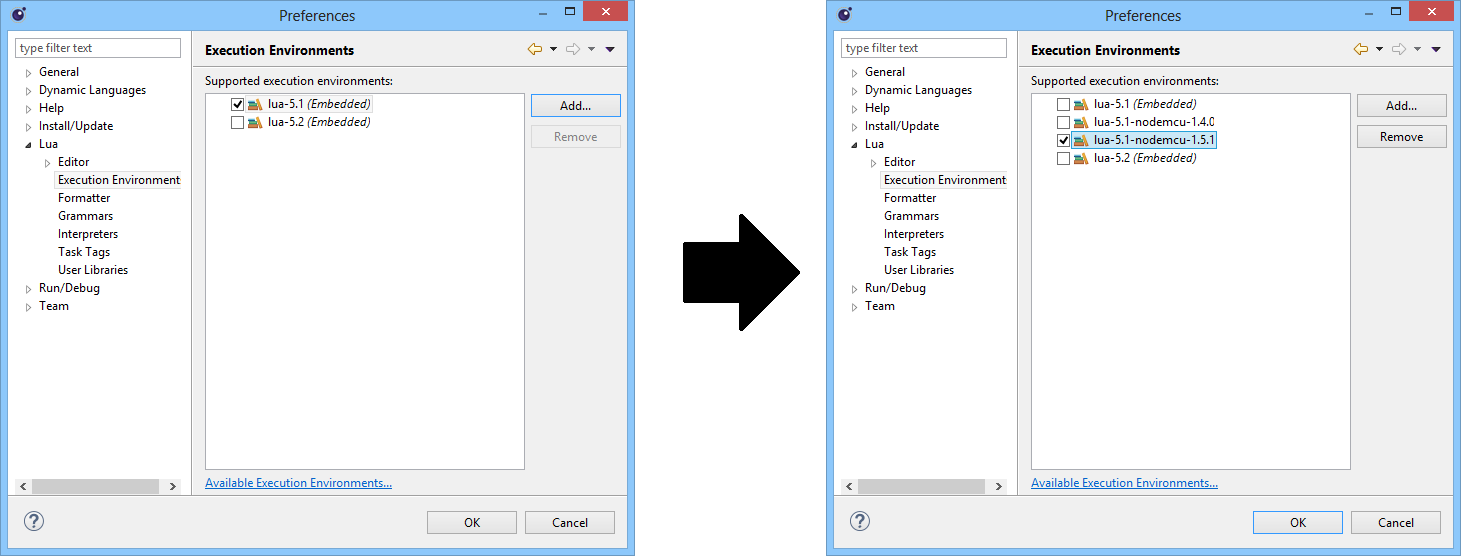 Preferences
type filter text
General
Dynamic Languages
Help
Install/Update
Lua
Editor
Execution Environment
Formatter
Grammars
Interpreters
Task Tags
User Libraries
Run/Debug
Team
Execution Environments
Supported execution environments:
lua-5.1 (Embedded)
lua-5.2 (Embedded)
Add...
Remove
Available Execution Environments...
?
OK
Cancel
Preferences
type filter text
General
Dynamic Languages
Help
Install/Update
Lua
Editor
Execution Environment
Formatter
Grammars
Interpreters
Task Tags
User Libraries
Run/Debug
Team
Execution Environments
Supported execution environments:
lua-5.1 (Embedded)
lua-5.1-nodemcu-1.4.0
lua-5.1-nodemcu-1.5.1
lua-5.2 (Embedded)
Add...
Remove
Available Execution Environments...
?
OK
Cancel